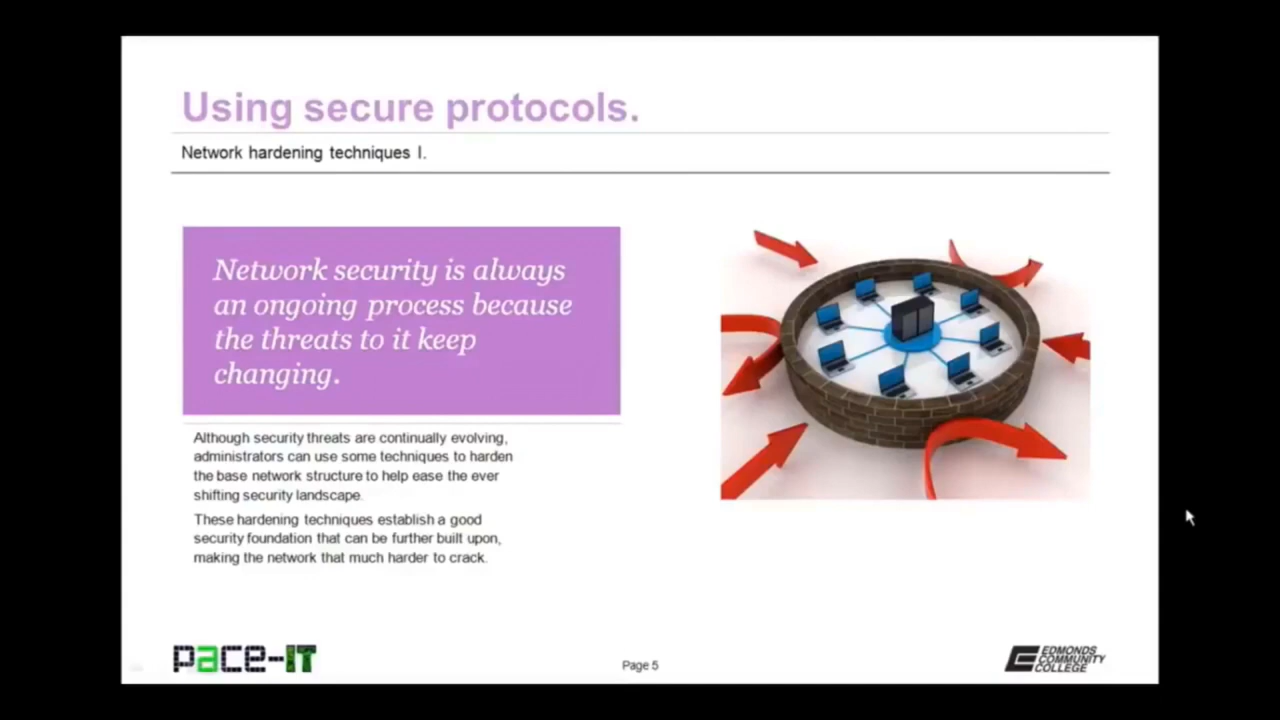 Using secure protocols.
Network hardening techniques I.
Network security is always
an ongoing process because
the threats to it keep
changing.
Although security threats are continually evolving,
administrators can use some techniques to harden
the base network structure to help ease the ever
shifting security landscape.
These hardening techniques establish a good
security foundation that can be further built upon,
making the network that much harder to crack.
pace-IT
Page 5
EDMONDS
COMMUNITY
COLLEGE